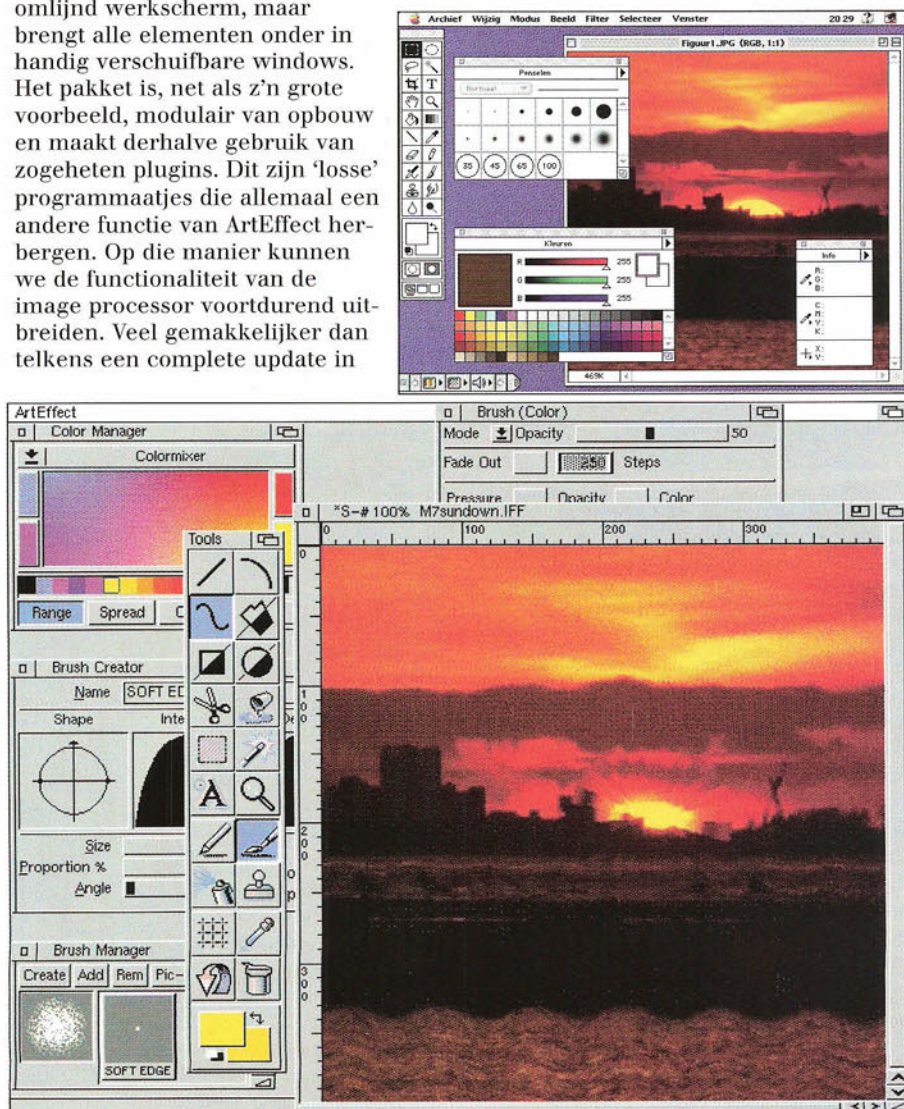 omlijnd werkscherm, maar
brengt alle elementen onder in
handig verschuifbare windows.
Het pakket is, net als z’n grote
voorbeeld, modulair van opbouw
en maakt derhalve gebruik van
zogeheten plugins. Dit zijn ‘losse’
programmaatjes die allemaal een
andere functie van ArtEffect her-
bergen. Op die manier kunnen
we de functionaliteit van de
image processor voortdurend uit-
breiden. Veel gemakkelijker dan
telkens een complete update in
Archief Wijzig Modus Beeld Filter Selecteer Venster 20 29
Figuur1.JPG (RGB, 1:1)
Penselen
Normaal
35 45 65 100
Kleuren
R 255
G 255
B 255
Info
R:
G:
B:
C:
M:
Y:
K:
X:
Y:
469K
ArtEffect
Color Manager
Colormixer
Range Spread
Brush (Color)
Mode Opacity 50
Fade Out 250 Steps
Pressure Opacity Color
*S-# 100% M7sundown.IFF
0 100 200 300
0
100
200
300
Tools
A
Brush Creator
Name SOFT ED
Shape Inte
Size
Proportion %
Angle
Brush Manager
Create Add Rem Pic-
SOFT EDGE